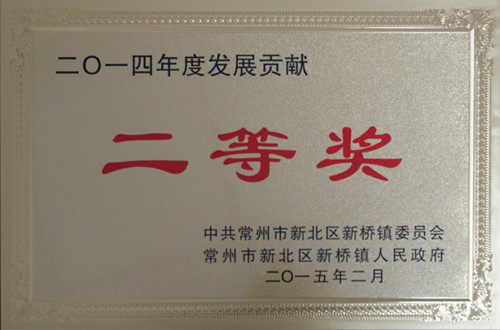 二〇一四年度发展贡献
二等奖
中共常州市新北区新桥镇委员会
常州市新北区新桥镇人民政府
二〇一五年二月